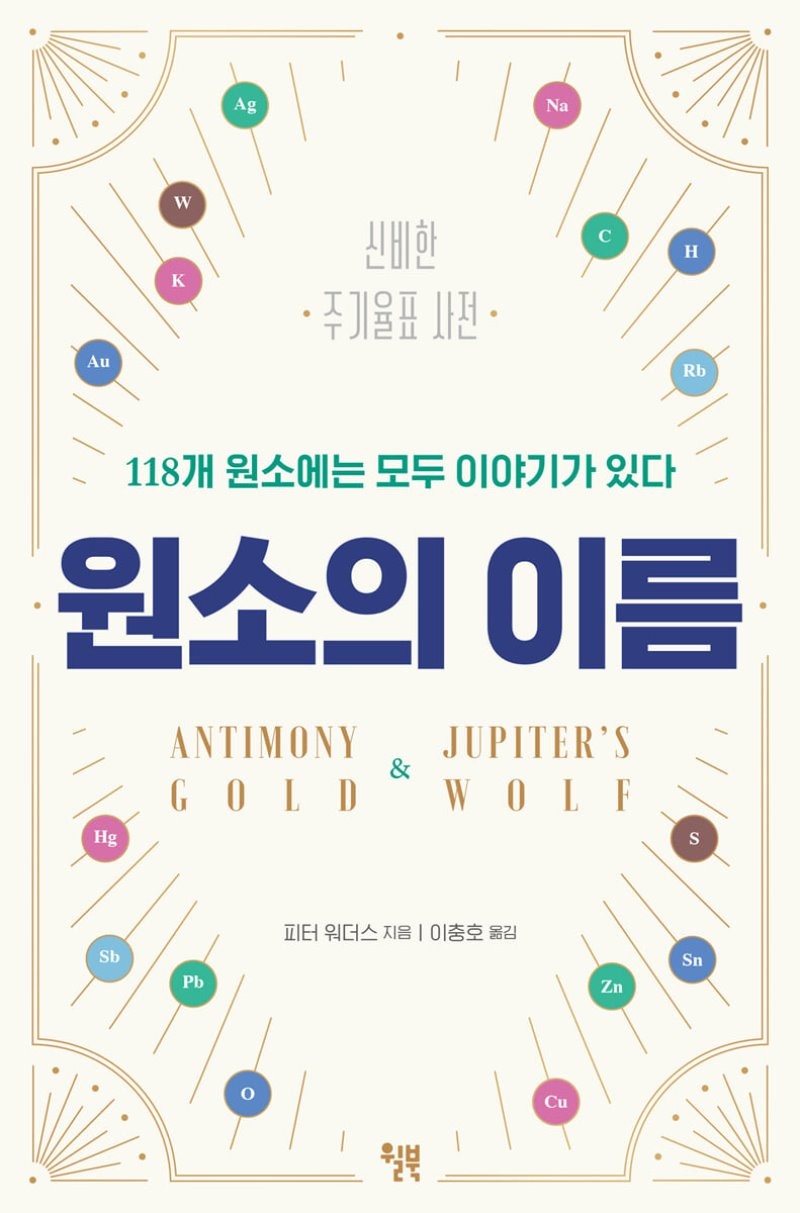 Ag
Na
W
C
H
K
Au
Rb
신비한
주기율표 사전
118개 원소에는 모두 이야기가 있다
원소의 이름
ANTIMONY
GOLD
&
JUPITER'S
WOLF
Hg
S
피터 워더스 지음 | 이충호 옮김
Sb
Sn
Pb
Zn
O
Cu
윌북